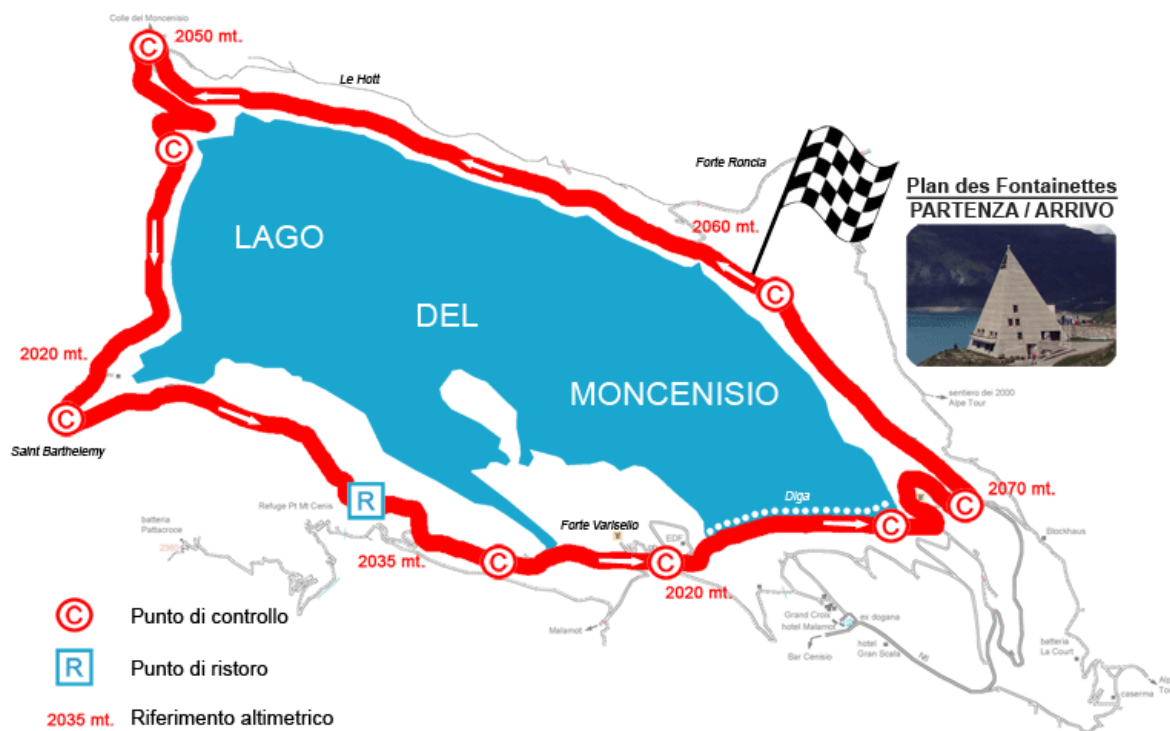 Colle del Moncenisio
2050 mt.
C
Le Hott
C
Forte Roncia
Plan des Fontainettes
PARTENZA / ARRIVO
2060 mt.
LAGO
DEL
MONCENISIO
C
2020 mt.
C
Saint Barthelemy
sentiero dei 2000
Alpe Tour
R
Refuge Pt Mt Cenis
Diga
2070 mt.
C
C
batteria
Pattacroce
Forte Varisello
EDF
Blockhaus
2035 mt.
C
C
2020 mt.
Malamot
Grand Croix
hotel Malamot
ex dogana
Bar Cenisio
hotel
Gran Scala
N6
batteria
La Court
caserma
C Punto di controllo
R Punto di ristoro
2035 mt. Riferimento altimetrico